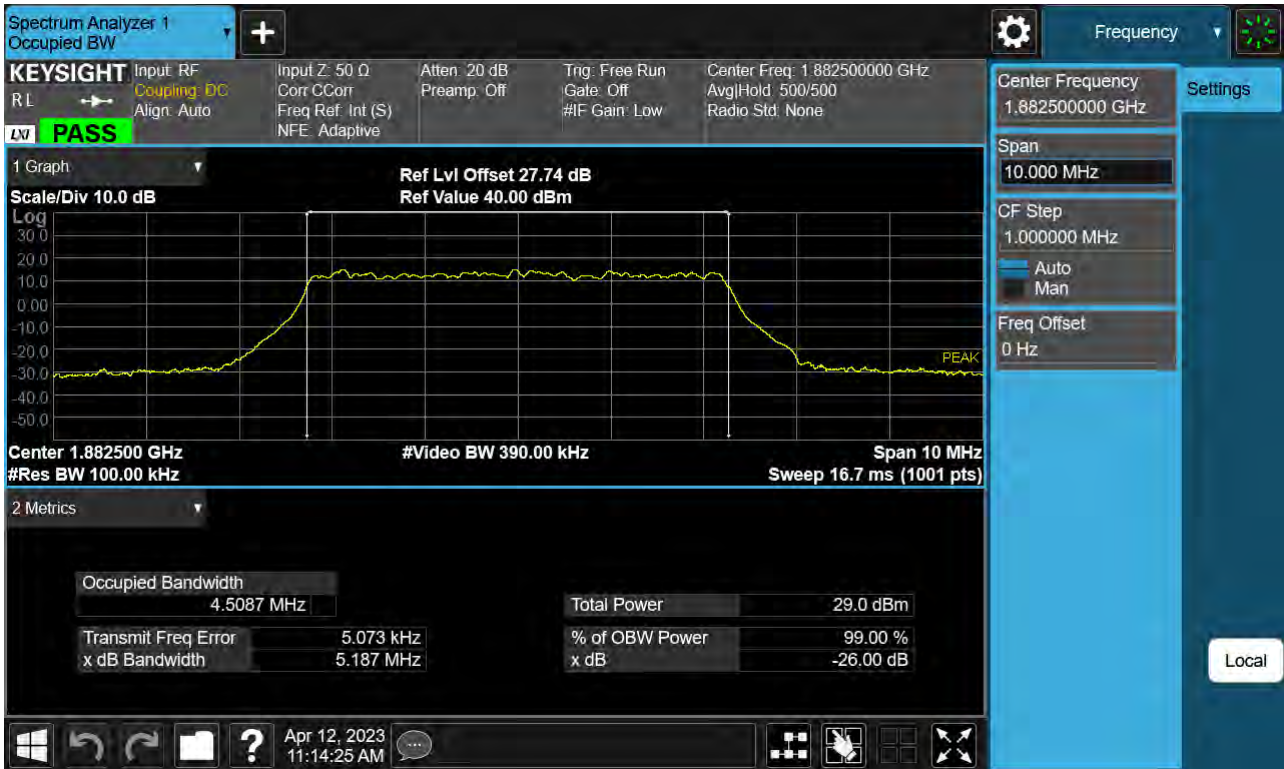 Spectrum Analyzer 1
Occupied BW
Frequency
KEYSIGHT
R L
LXI
PASS
Input: RF
Coupling: DC
Align: Auto
Input Z: 50 Ω
Corr CCorr
Freq Ref: Int (S)
NFE: Adaptive
Atten: 20 dB
Preamp: Off
Trig: Free Run
Gate: Off
#IF Gain: Low
Center Freq: 1.882500000 GHz
Avg|Hold: 500/500
Radio Std: None
1 Graph
Scale/Div 10.0 dB
Ref Lvl Offset 27.74 dB
Ref Value 40.00 dBm
Log
30.0
20.0
10.0
0.00
-10.0
-20.0
-30.0
-40.0
-50.0
PEAK
Center 1.882500 GHz
#Video BW 390.00 kHz
Span 10 MHz
#Res BW 100.00 kHz
Sweep 16.7 ms (1001 pts)
2 Metrics
Occupied Bandwidth
4.5087 MHz
Transmit Freq Error 5.073 kHz
x dB Bandwidth 5.187 MHz
Total Power 29.0 dBm
% of OBW Power 99.00 %
x dB -26.00 dB
Apr 12, 2023
11:14:25 AM
Center Frequency
1.882500000 GHz
Span
10.000 MHz
CF Step
1.000000 MHz
Auto
Man
Freq Offset
0 Hz
Settings
Local